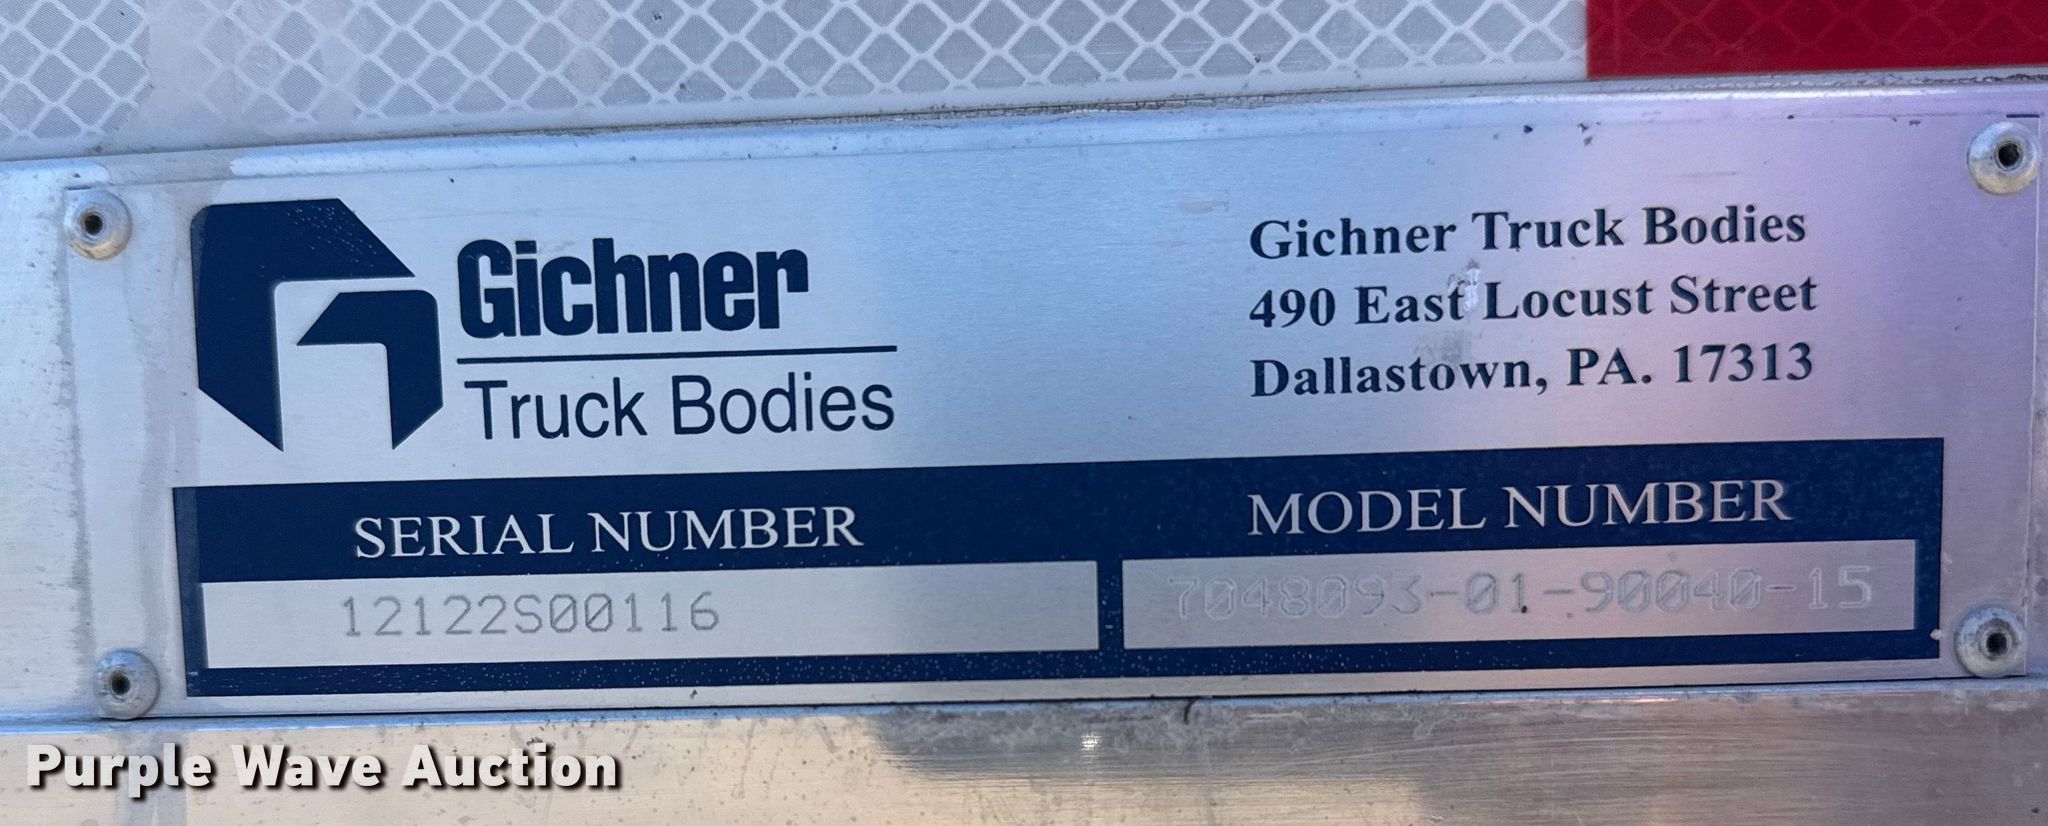 Gichner
Truck Bodies
Gichner Truck Bodies
490 East Locust Street
Dallastown, PA. 17313
SERIAL NUMBER
MODEL NUMBER
12122S00116
7048093-01-90040-15
Purple Wave Auction